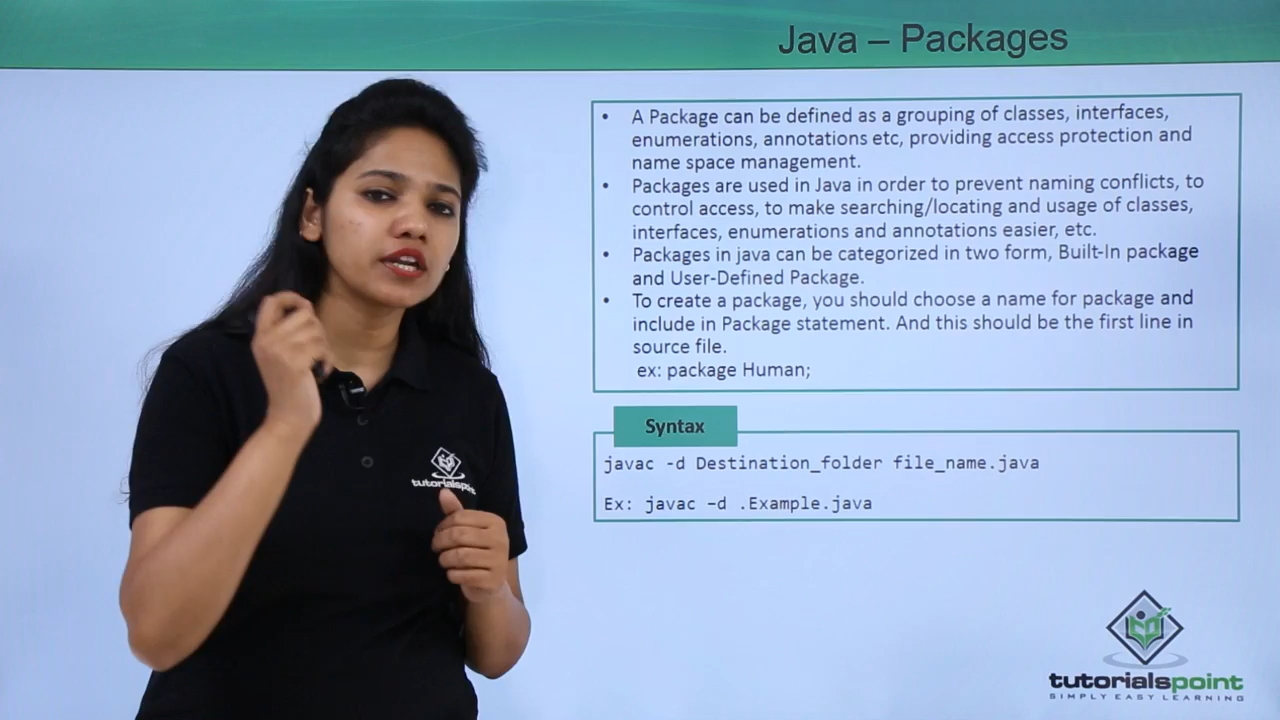 Java – Packages
• A Package can be defined as a grouping of classes, interfaces,
enumerations, annotations etc, providing access protection and
name space management.
• Packages are used in Java in order to prevent naming conflicts, to
control access, to make searching/locating and usage of classes,
interfaces, enumerations and annotations easier, etc.
• Packages in java can be categorized in two form, Built-In package
and User-Defined Package.
• To create a package, you should choose a name for package and
include in Package statement. And this should be the first line in
source file.
ex: package Human;
Syntax
javac -d Destination_folder file_name.java
Ex: javac -d .Example.java
tutorialspoint
tutorialspoint
SIMPLY EASY LEARNING